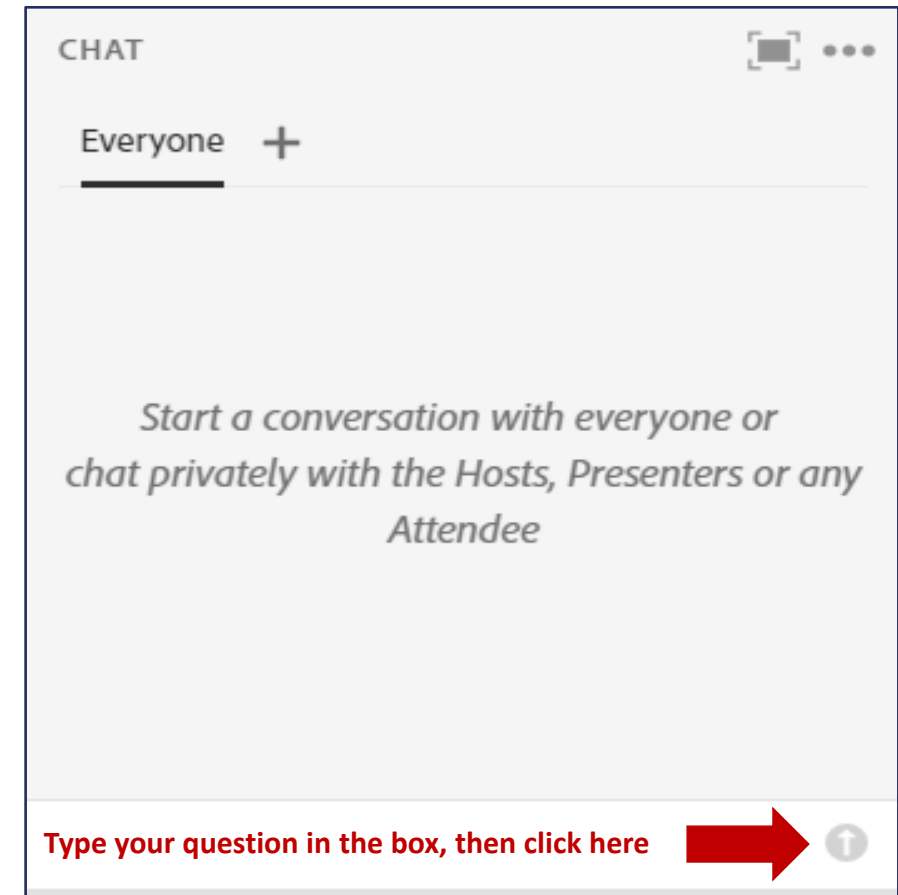 CHAT
Everyone +
Start a conversation with everyone or
chat privately with the Hosts, Presenters or any
Attendee
Type your question in the box, then click here